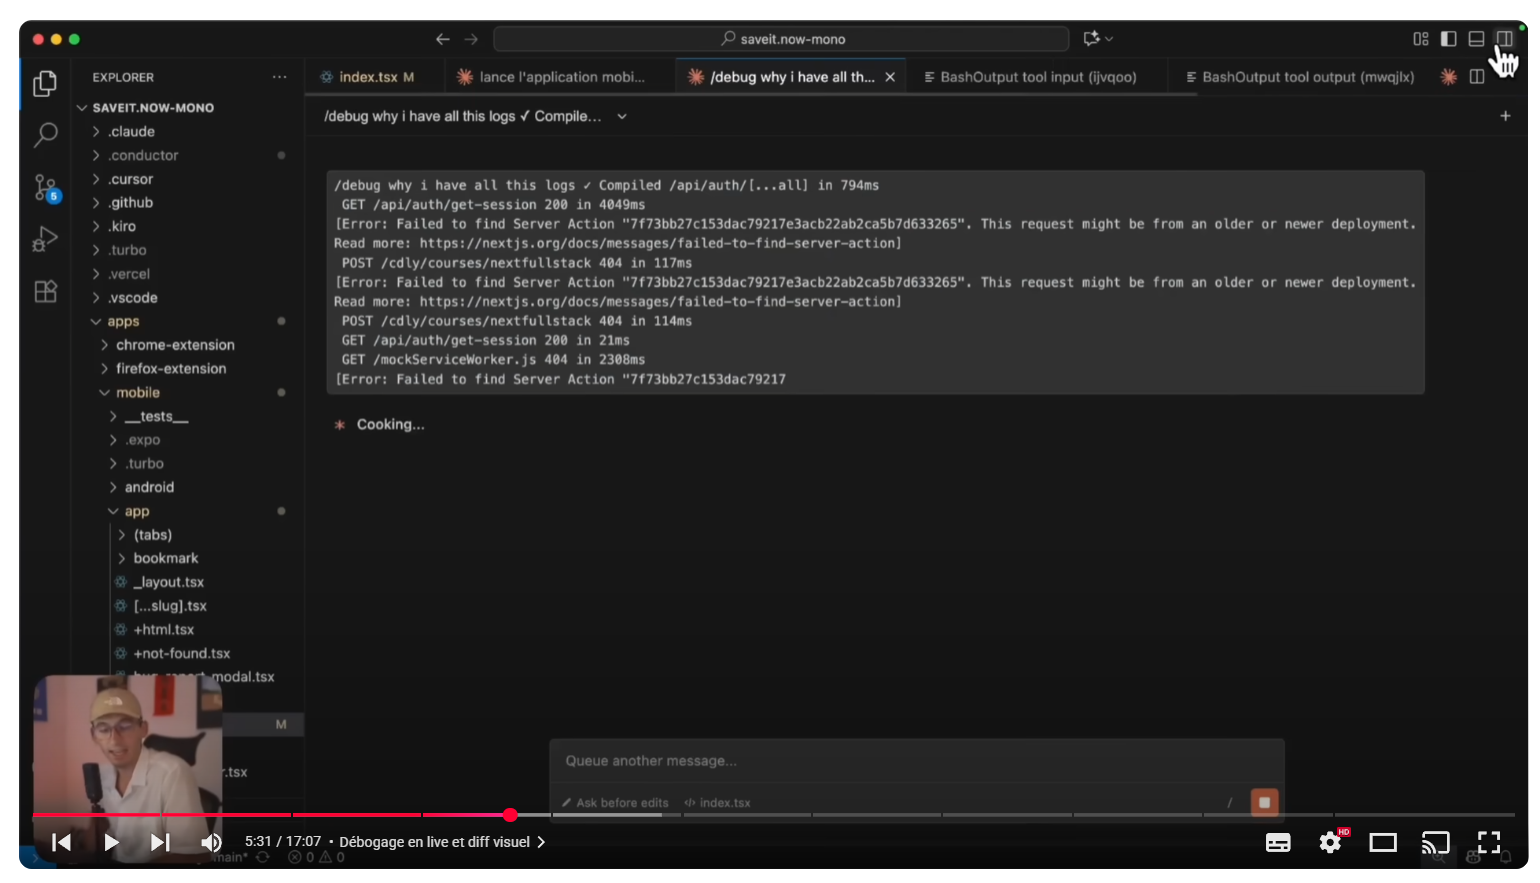 saveit.now-mono
EXPLORER
index.tsx M
lance l'application mobi...
/debug why i have all th...
BashOutput tool input (ijvqoo)
BashOutput tool output (mwqjlx)
SAVEIT.NOW-MONO
/debug why i have all this logs ✓ Compile...
.claude
.conductor
.cursor
.github
.kiro
.turbo
.vercel
.vscode
apps
chrome-extension
firefox-extension
mobile
__tests__
.expo
.turbo
android
app
(tabs)
bookmark
_layout.tsx
[...slug].tsx
+html.tsx
+not-found.tsx
modal.tsx
M
r.tsx
5
/debug why i have all this logs ✓ Compiled /api/auth/[...all] in 794ms
GET /api/auth/get-session 200 in 4049ms
[Error: Failed to find Server Action "7f73bb27c153dac79217e3acb22ab2ca5b7d633265". This request might be from an older or newer deployment.
Read more: https://nextjs.org/docs/messages/failed-to-find-server-action]
POST /cdly/courses/nextfullstack 404 in 117ms
[Error: Failed to find Server Action "7f73bb27c153dac79217e3acb22ab2ca5b7d633265". This request might be from an older or newer deployment.
Read more: https://nextjs.org/docs/messages/failed-to-find-server-action]
POST /cdly/courses/nextfullstack 404 in 114ms
GET /api/auth/get-session 200 in 21ms
GET /mockServiceWorker.js 404 in 2308ms
[Error: Failed to find Server Action "7f73bb27c153dac79217
Cooking...
Queue another message...
Ask before edits
index.tsx
/
5:31 / 17:07 • Débogage en live et diff visuel
HD
main*
0
0